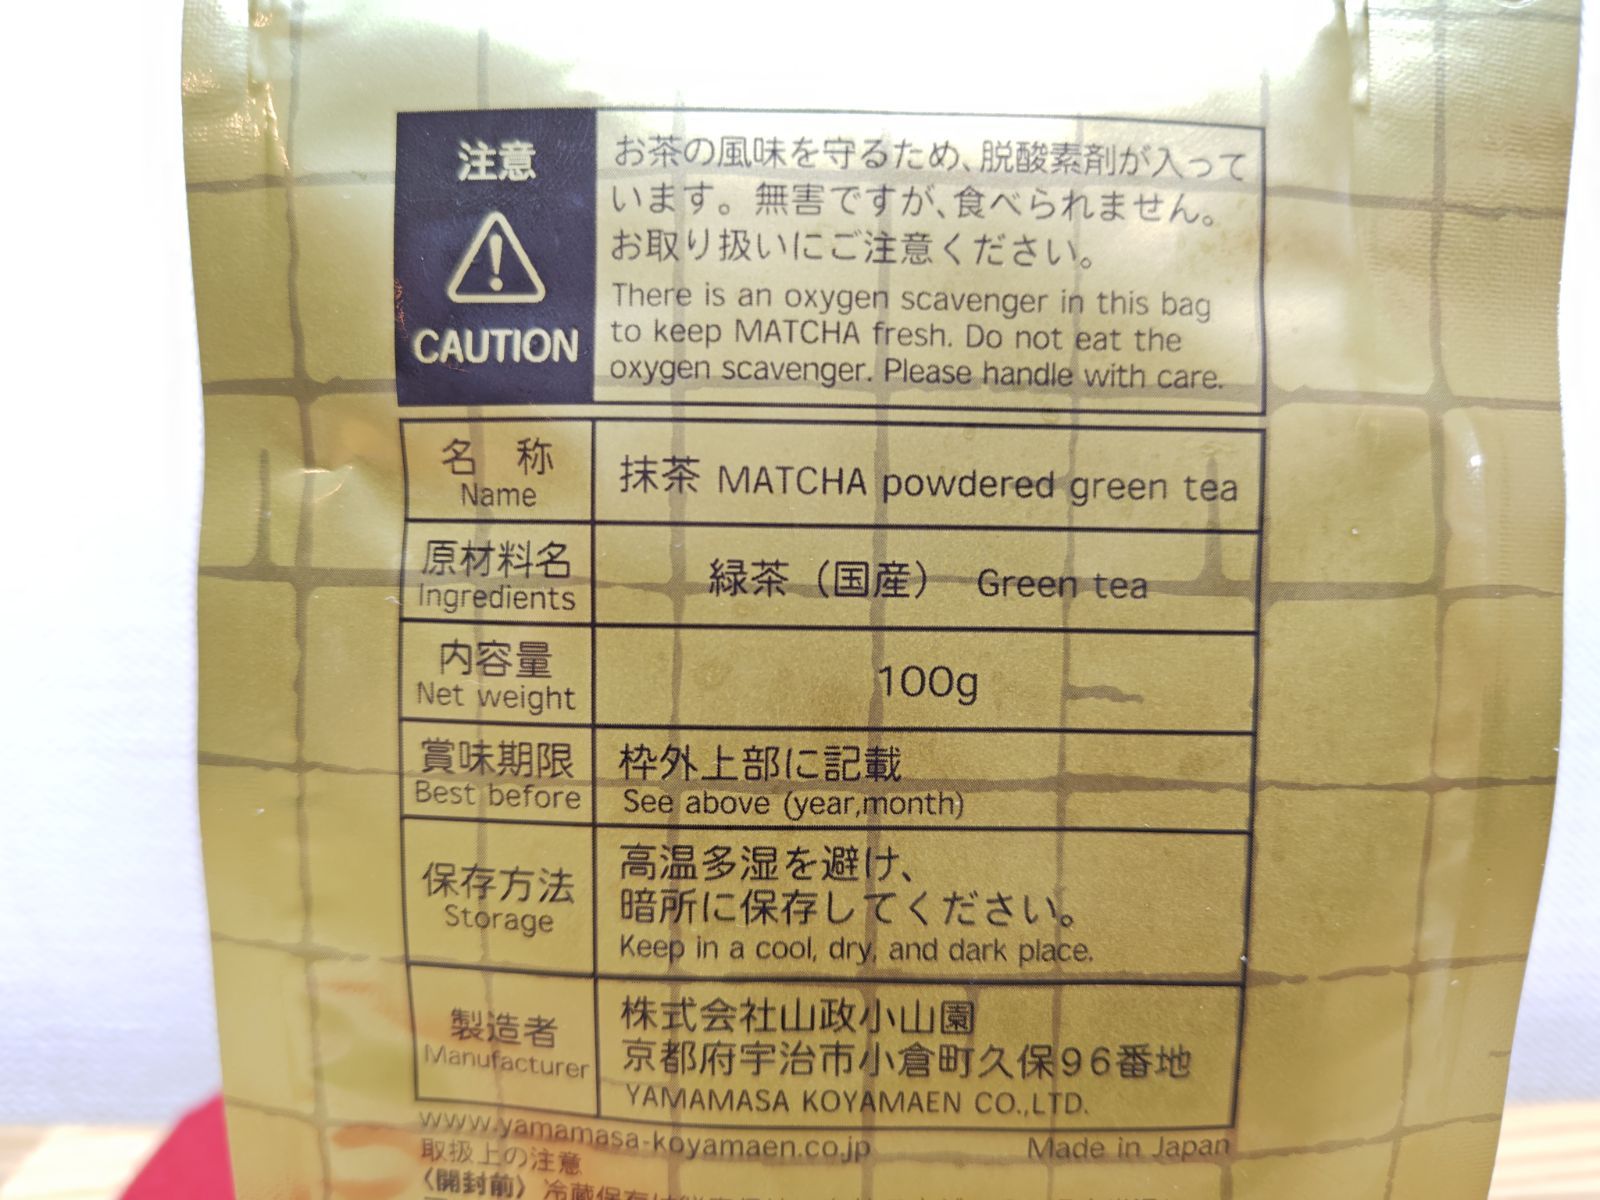 注意
CAUTION
お茶の風味を守るため、脱酸素剤が入って
います。無害ですが、食べられません。
お取り扱いにご注意ください。
There is an oxygen scavenger in this bag
to keep MATCHA fresh. Do not eat the
oxygen scavenger. Please handle with care.
名 称
Name
抹茶 MATCHA powdered green tea
原材料名
Ingredients
緑茶（国産） Green tea
内容量
Net weight
100g
賞味期限
Best before
枠外上部に記載
See above (year,month)
保存方法
Storage
高温多湿を避け、
暗所に保存してください。
Keep in a cool, dry, and dark place.
製造者
Manufacturer
株式会社山政小山園
京都府宇治市小倉町久保96番地
YAMAMASA KOYAMAEN CO.,LTD.
www.yamamasa-koyamaen.co.jp Made in Japan
取扱上の注意
〈開封前〉